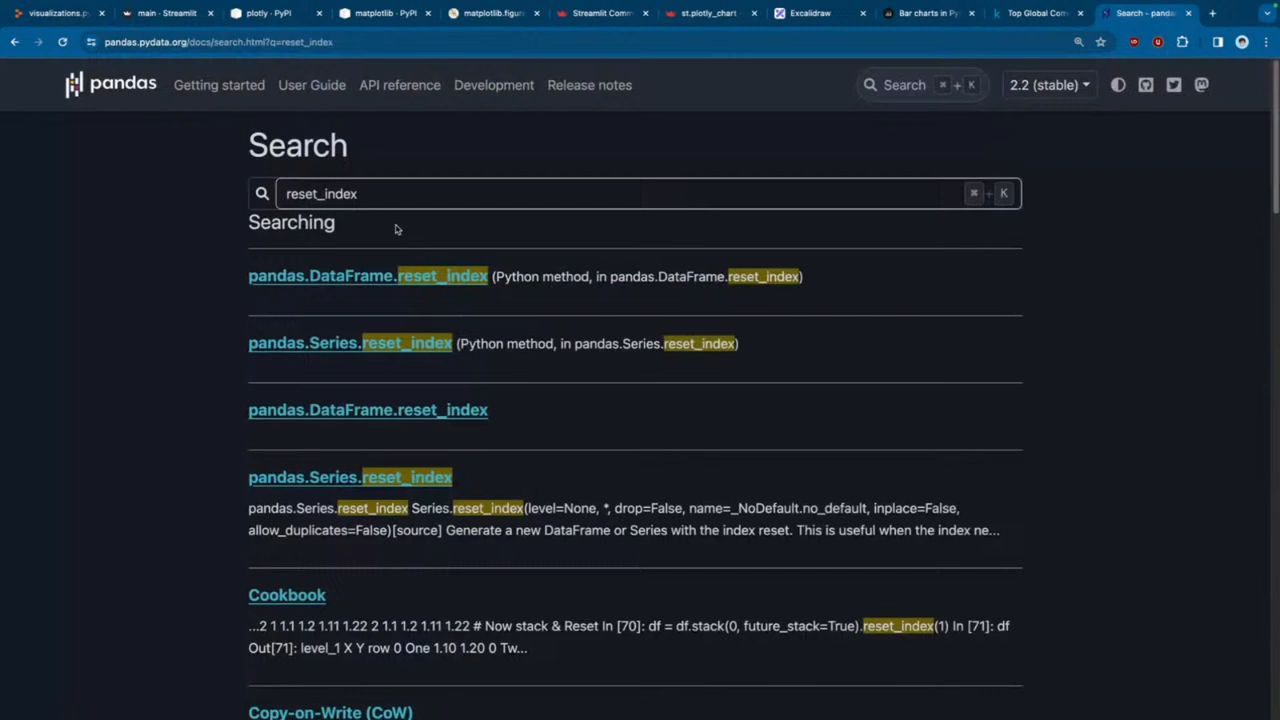 visualizations.py
main · Streamlit
plotly · PyPI
matplotlib · PyPI
matplotlib.figure
Streamlit Comm
st.plotly_chart
Excalidraw
Bar charts in Pyth
Top Global Com
Search - pandas
pandas.pydata.org/docs/search.html?q=reset_index
pandas
Getting started
User Guide
API reference
Development
Release notes
Search ⌘ + K
2.2 (stable)
Search
reset_index
⌘ + K
Searching
pandas.DataFrame.reset_index (Python method, in pandas.DataFrame.reset_index)
pandas.Series.reset_index (Python method, in pandas.Series.reset_index)
pandas.DataFrame.reset_index
pandas.Series.reset_index
pandas.Series.reset_index Series.reset_index(level=None, *, drop=False, name=_NoDefault.no_default, inplace=False,
allow_duplicates=False)[source] Generate a new DataFrame or Series with the index reset. This is useful when the index ne...
Cookbook
...2 1 1.1 1.2 1.11 1.22 2 1.1 1.2 1.11 1.22 # Now stack & Reset In [70]: df = df.stack(0, future_stack=True).reset_index(1) In [71]: df
Out[71]: level_1 X Y row 0 One 1.10 1.20 0 Tw...
Copy-on-Write (CoW)